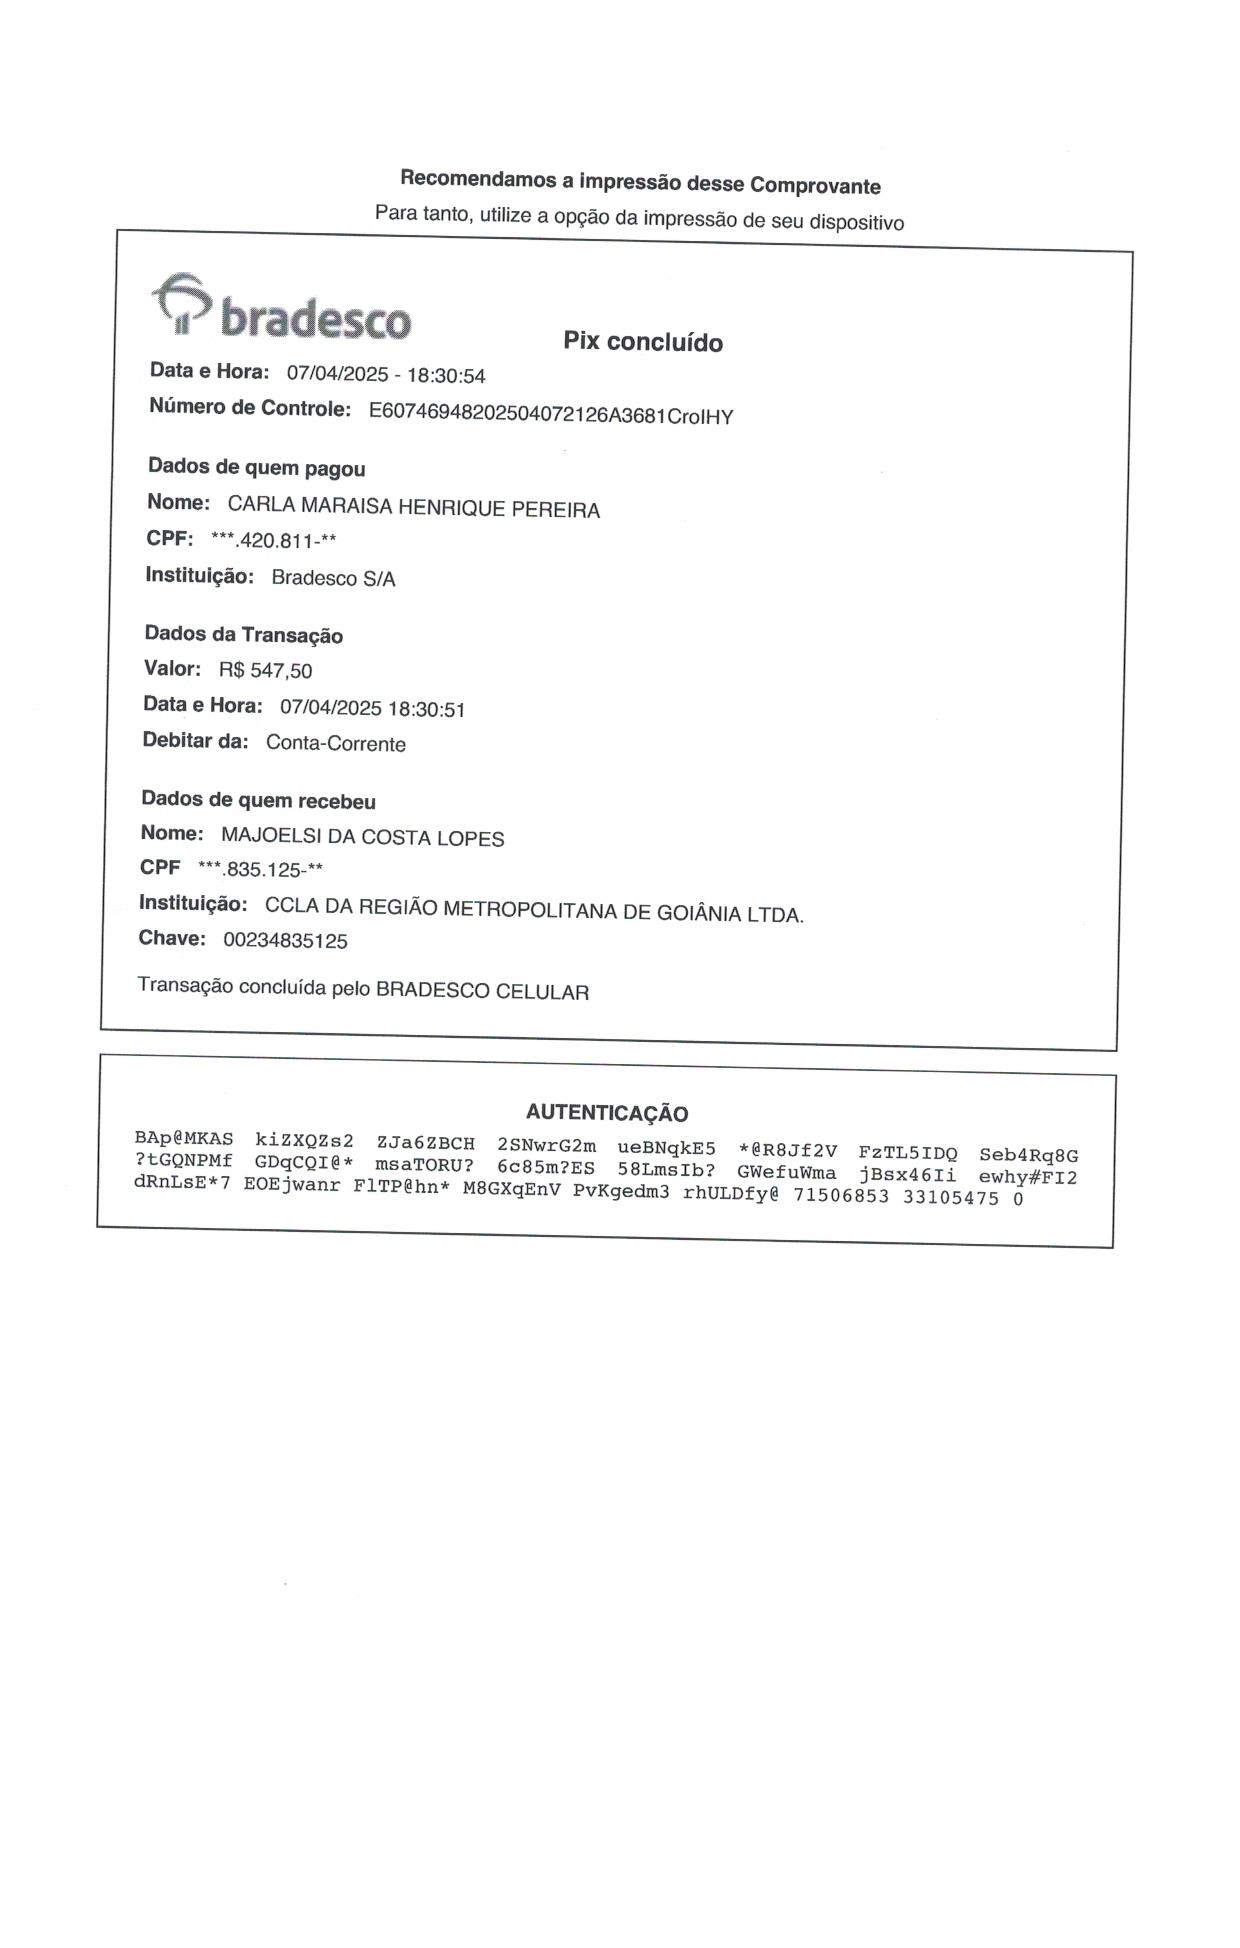 Recomendamos a impressão desse Comprovante
Para tanto, utilize a opção da impressão de seu dispositivo
bradesco
Pix concluído
Data e Hora: 07/04/2025 - 18:30:54
Número de Controle: E60746948202504072126A3681CroIHY
Dados de quem pagou
Nome: CARLA MARAISA HENRIQUE PEREIRA
CPF: ***.420.811-**
Instituição: Bradesco S/A
Dados da Transação
Valor: R$ 547,50
Data e Hora: 07/04/2025 18:30:51
Debitar da: Conta-Corrente
Dados de quem recebeu
Nome: MAJOELSI DA COSTA LOPES
CPF ***.835.125-**
Instituição: CCLA DA REGIÃO METROPOLITANA DE GOIÂNIA LTDA.
Chave: 00234835125
Transação concluída pelo BRADESCO CELULAR
AUTENTICAÇÃO
BAp@MKAS kiZXQZs2 ZJa6ZBCH 2SNwrG2m ueBNqkE5 *@R8Jf2V FzTL5IDQ Seb4Rq8G
?tGQNPMf GDqCQI@* msaTORU? 6c85m?ES 58LmsIb? GWefuWma jBsx46Ii ewhy#FI2
dRnLsE*7 EOEjwanr FlTP@hn* M8GXqEnV PvKgedm3 rhULDfy@ 71506853 33105475 0